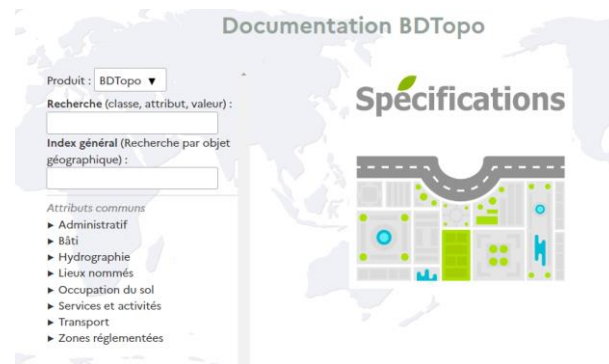 Documentation BDTopo
Produit : BDTopo ▼
Recherche (classe, attribut, valeur) :
Index général (Recherche par objet
géographique) :
Attributs communs
► Administratif
► Bâti
► Hydrographie
► Lieux nommés
► Occupation du sol
► Services et activités
► Transport
► Zones réglementées
Spécifications